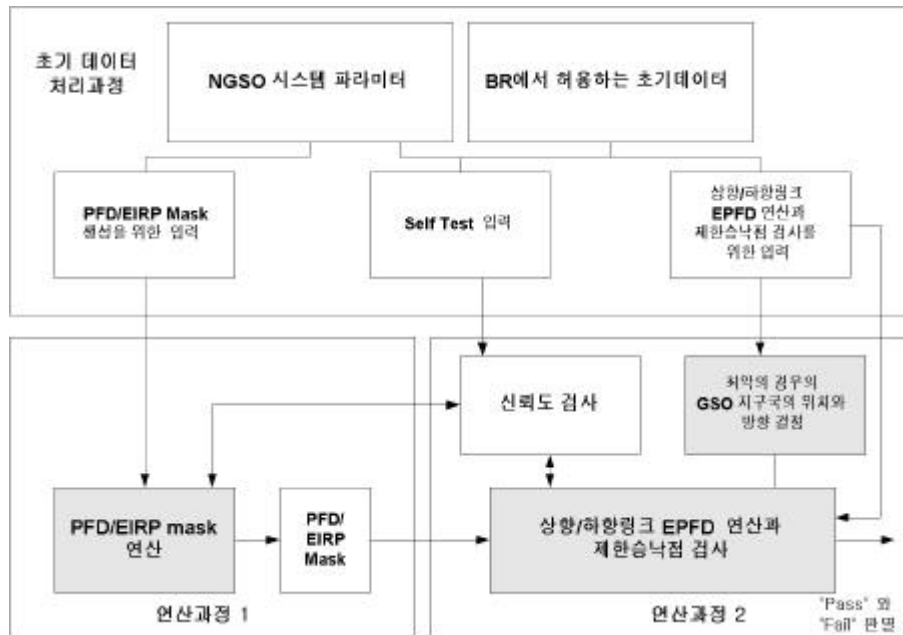 초기 데이터
처리과정
NGSO 시스템 파라미터
BR에서 허용하는 초기데이터
PFD/EIRP Mask
생성을 위한 입력
Self Test 입력
상향/하향링크
EPFD 연산과
제한승낙점 검사를
위한 입력
신뢰도 검사
최악의 경우의
GSO 지구국의 위치와
방향 결정
PFD/EIRP mask
연산
PFD/
EIRP
Mask
상향/하향링크 EPFD 연산과
제한승낙점 검사
연산과정 1
연산과정 2
"Pass" 와
"Fail" 판별